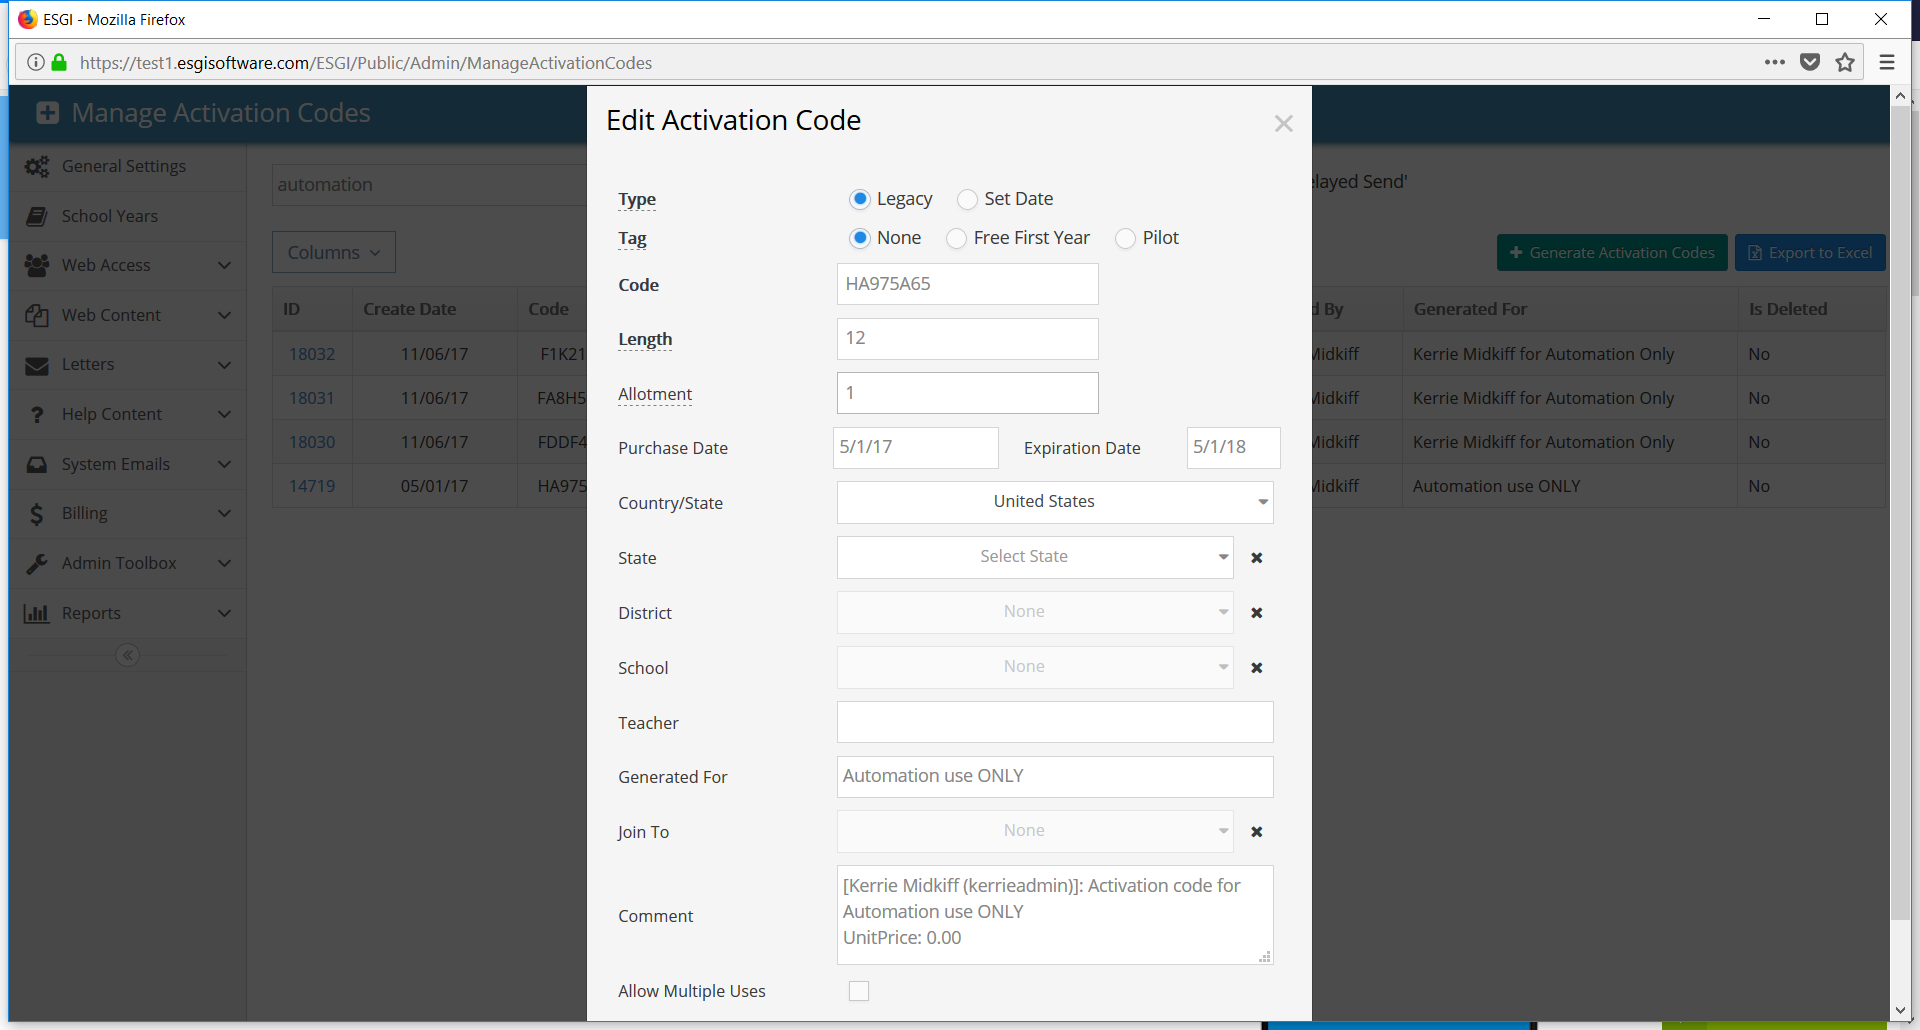 ESGI - Mozilla Firefox
https://test1.esgisoftware.com/ESGI/Public/Admin/ManageActivationCodes
Manage Activation Codes
General Settings
School Years
Web Access
Web Content
Letters
Help Content
System Emails
Billing
Admin Toolbox
Reports
automation
layed Send'
Columns
Generate Activation Codes
Export to Excel
ID Create Date Code d By Generated For Is Deleted
18032 11/06/17 F1K21 Midkiff Kerrie Midkiff for Automation Only No
18031 11/06/17 FA8H5 Midkiff Kerrie Midkiff for Automation Only No
18030 11/06/17 FDDF4 Midkiff Kerrie Midkiff for Automation Only No
14719 05/01/17 HA975 Midkiff Automation use ONLY No
Edit Activation Code
Type Legacy Set Date
Tag None Free First Year Pilot
Code HA975A65
Length 12
Allotment 1
Purchase Date 5/1/17 Expiration Date 5/1/18
Country/State United States
State Select State
District None
School None
Teacher
Generated For Automation use ONLY
Join To None
Comment
[Kerrie Midkiff (kerrieadmin)]: Activation code for
Automation use ONLY
UnitPrice: 0.00
Allow Multiple Uses